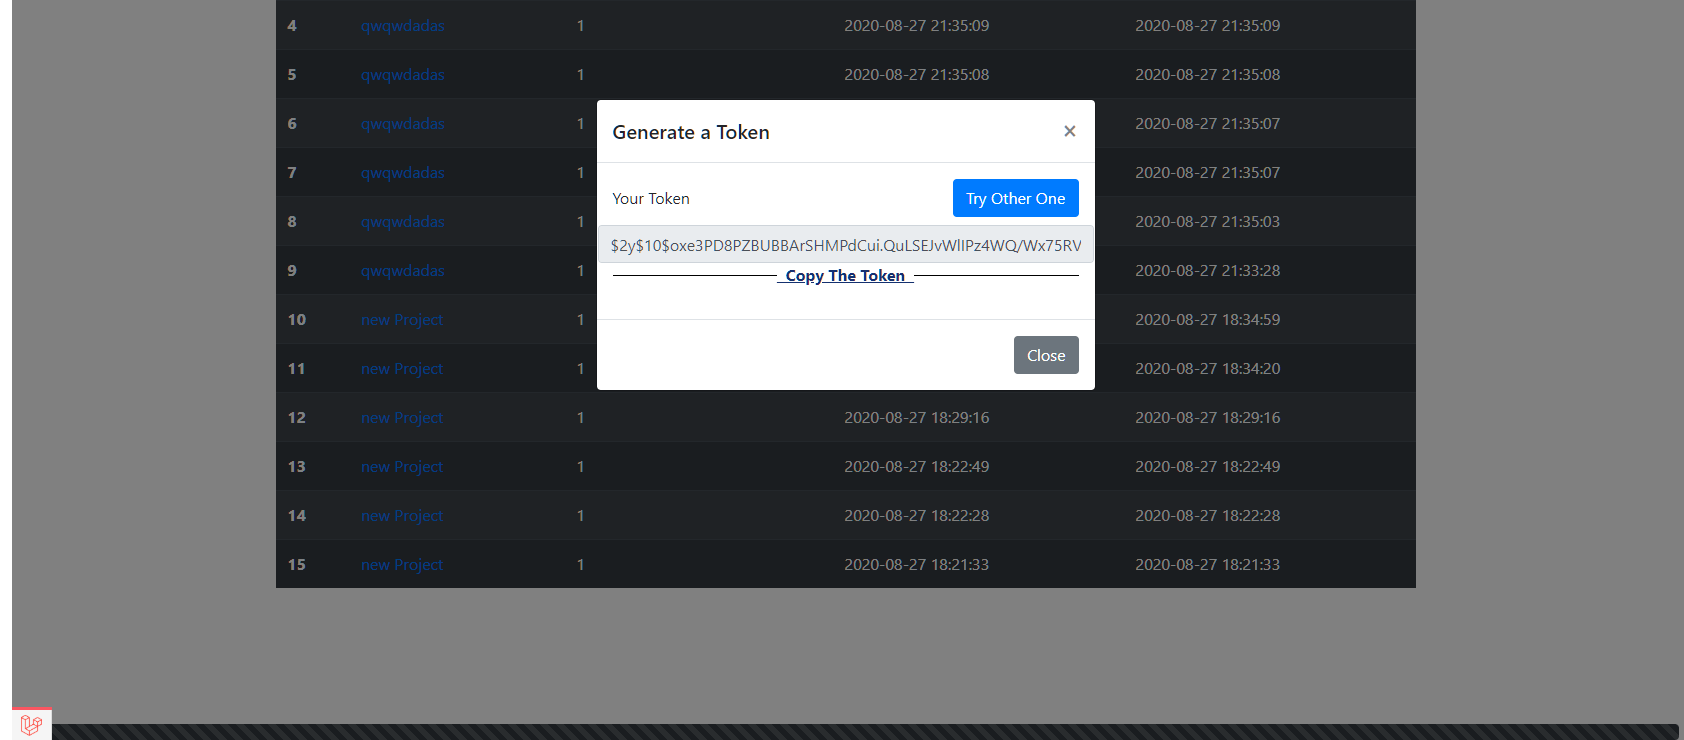 4 qwqwdadas 1 2020-08-27 21:35:09 2020-08-27 21:35:09
5 qwqwdadas 1 2020-08-27 21:35:08 2020-08-27 21:35:08
6 qwqwdadas 1 2020-08-27 21:35:07
7 qwqwdadas 1 2020-08-27 21:35:07
8 qwqwdadas 1 2020-08-27 21:35:03
9 qwqwdadas 1 2020-08-27 21:33:28
10 new Project 1 2020-08-27 18:34:59
11 new Project 1 2020-08-27 18:34:20
12 new Project 1 2020-08-27 18:29:16 2020-08-27 18:29:16
13 new Project 1 2020-08-27 18:22:49 2020-08-27 18:22:49
14 new Project 1 2020-08-27 18:22:28 2020-08-27 18:22:28
15 new Project 1 2020-08-27 18:21:33 2020-08-27 18:21:33
Generate a Token ×
Your Token Try Other One
$2y$10$oxe3PD8PZBUBBArSHMPdCui.QuLSEJvWlIPz4WQ/Wx75RV
Copy The Token
Close